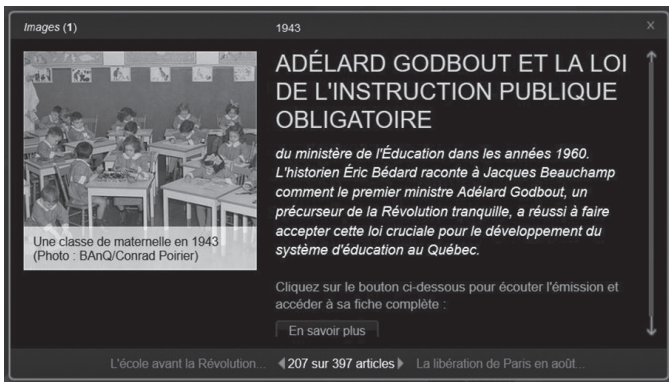 Images (1)
1943
×
Une classe de maternelle en 1943
(Photo : BAnQ/Conrad Poirier)
ADÉLARD GODBOUT ET LA LOI
DE L'INSTRUCTION PUBLIQUE
OBLIGATOIRE
du ministère de l'Éducation dans les années 1960.
L'historien Éric Bédard raconte à Jacques Beauchamp
comment le premier ministre Adélard Godbout, un
précurseur de la Révolution tranquille, a réussi à faire
accepter cette loi cruciale pour le développement du
système d'éducation au Québec.
Cliquez sur le bouton ci-dessous pour écouter l'émission et
accéder à sa fiche complète :
En savoir plus
L'école avant la Révolution... 207 sur 397 articles La libération de Paris en août...